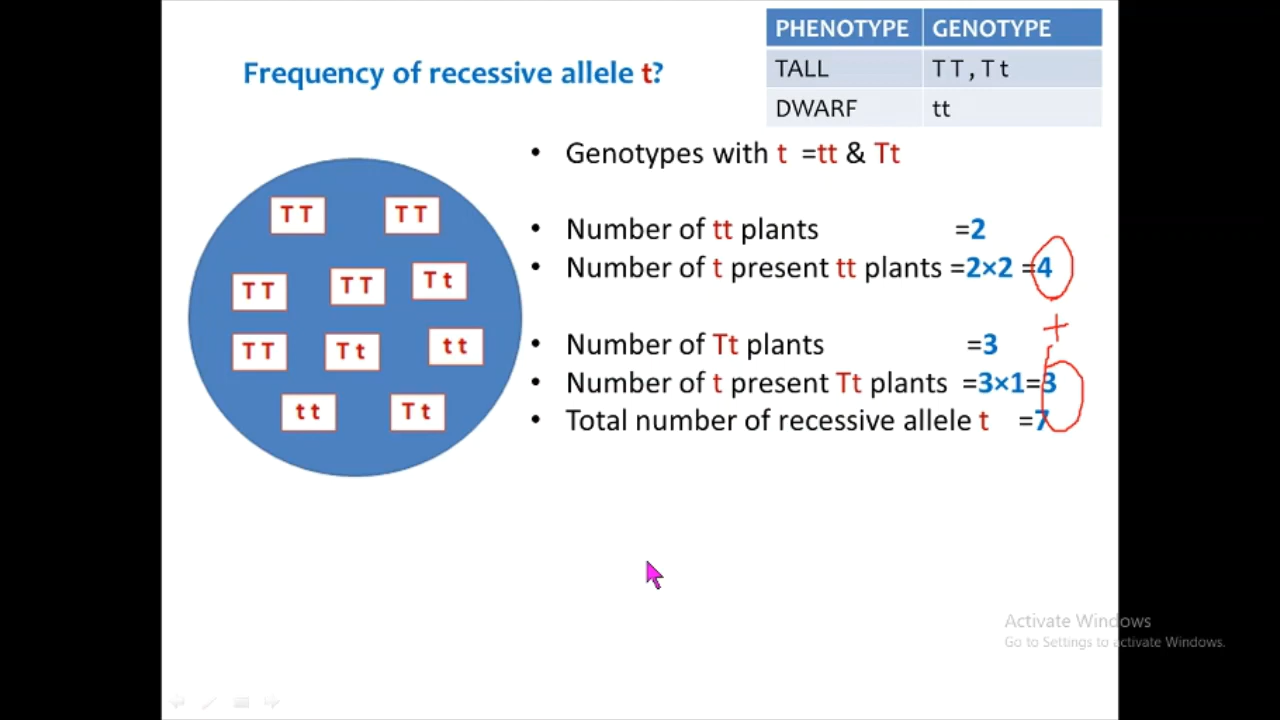 PHENOTYPE GENOTYPE
Frequency of recessive allele t?
TALL T T , T t
DWARF tt
• Genotypes with t =tt & Tt
T T T T
• Number of tt plants =2
• Number of t present tt plants =2×2 =4
T T T T T t
+
T T T t t t
• Number of Tt plants =3
• Number of t present Tt plants =3×1=3
t t T t
• Total number of recessive allele t =7
Activate Windows
Go to Settings to activate Windows.